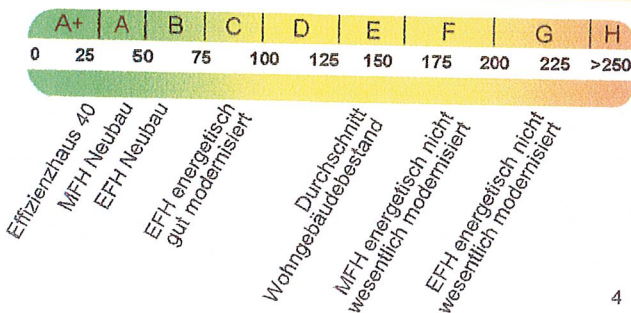 A+ A B C D E F G H
0 25 50 75 100 125 150 175 200 225 >250
Effizienzhaus 40
MFH Neubau
EFH Neubau
EFH energetisch
gut modernisiert
Durchschnitt
Wohngebäudebestand
MFH energetisch nicht
wesentlich modernisiert
EFH energetisch nicht
wesentlich modernisiert
4